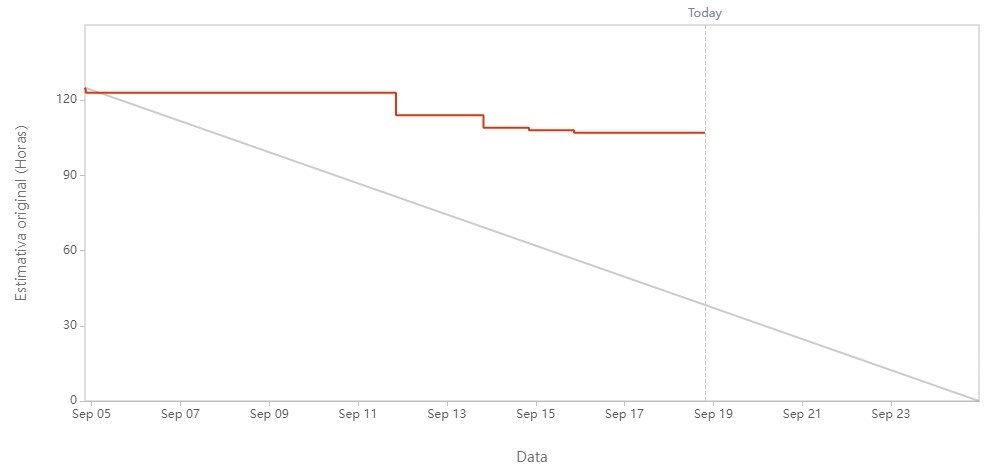 Today
Estimativa original (Horas)
120
90
60
30
0
Sep 05 Sep 07 Sep 09 Sep 11 Sep 13 Sep 15 Sep 17 Sep 19 Sep 21 Sep 23
Data